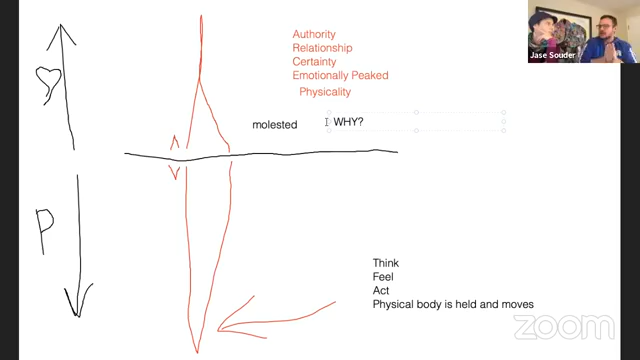 Authority
Relationship
Certainty
Emotionally Peaked
Physicality
molested
WHY?
P
Think
Feel
Act
Physical body is held and moves
Jase Souder
zoom